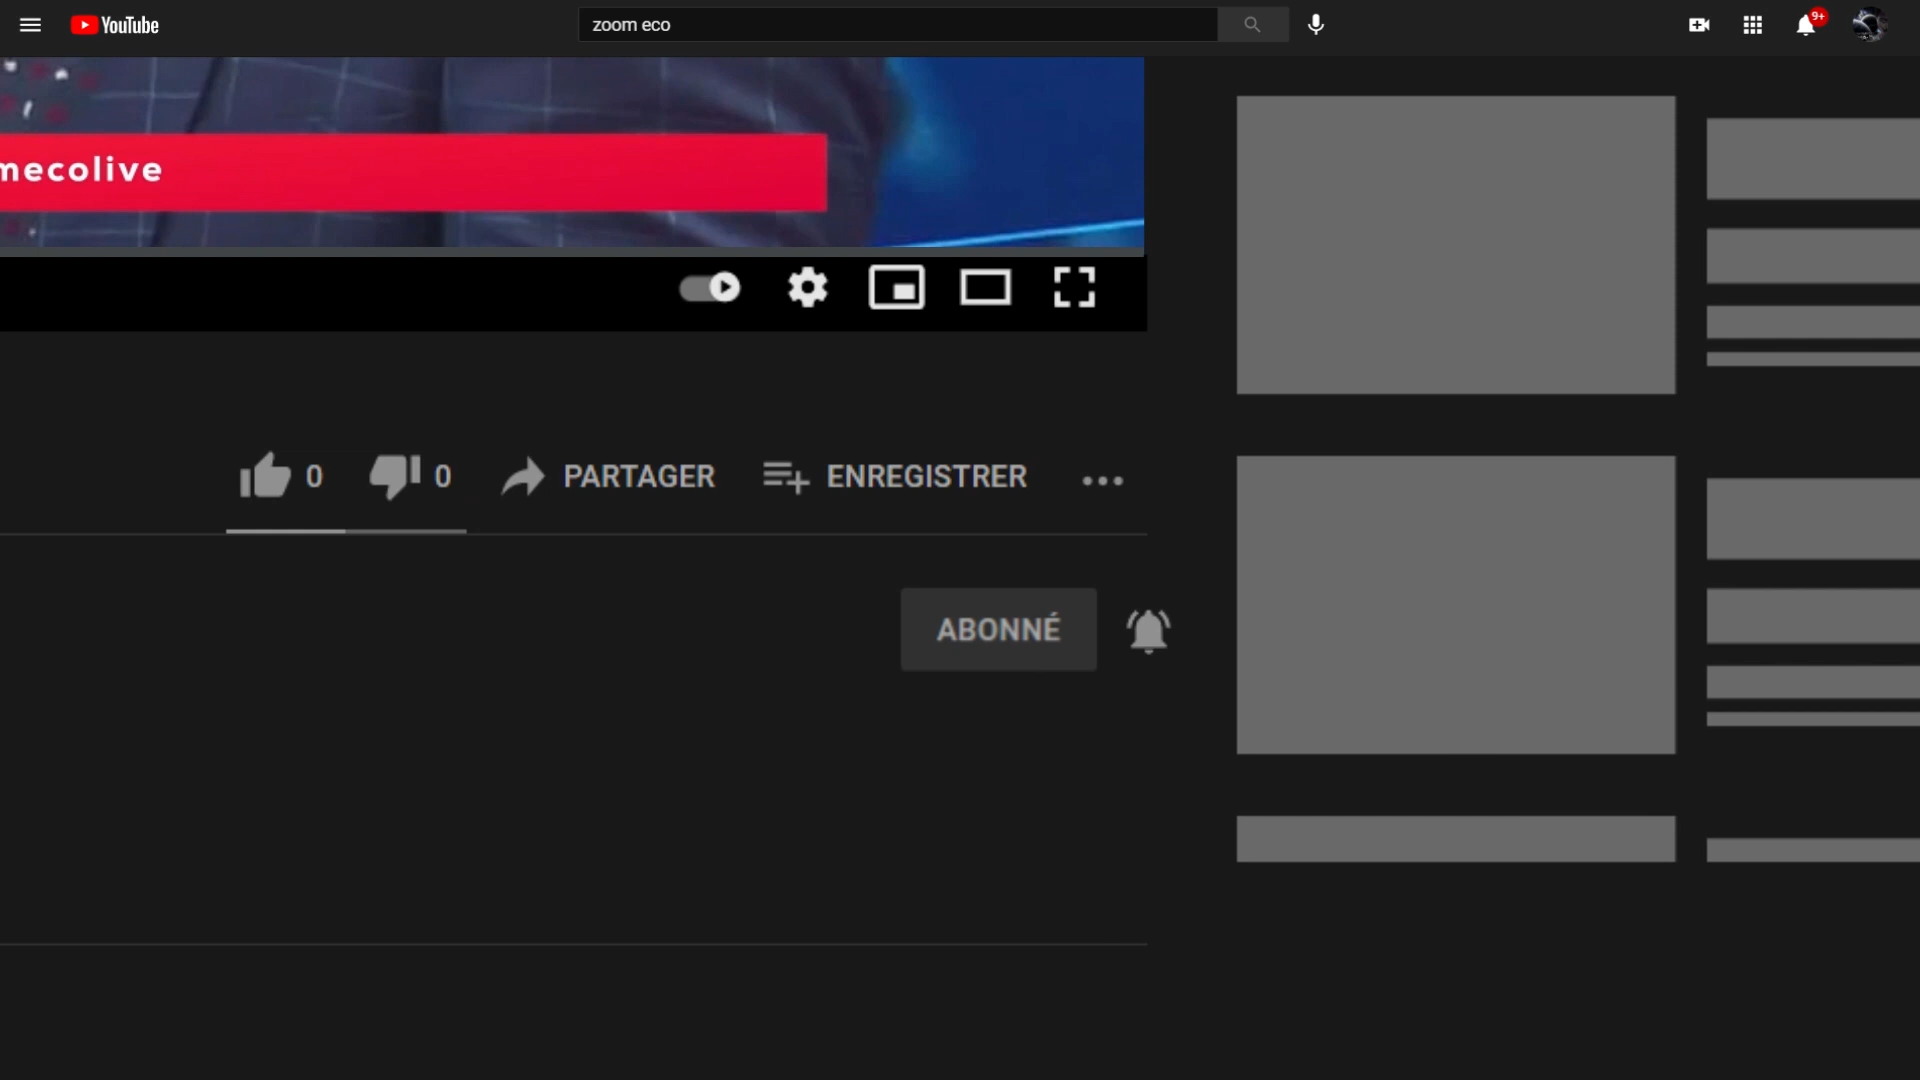 YouTube
zoom eco
9+
mecolive
0
0
PARTAGER
ENREGISTRER
ABONNÉ